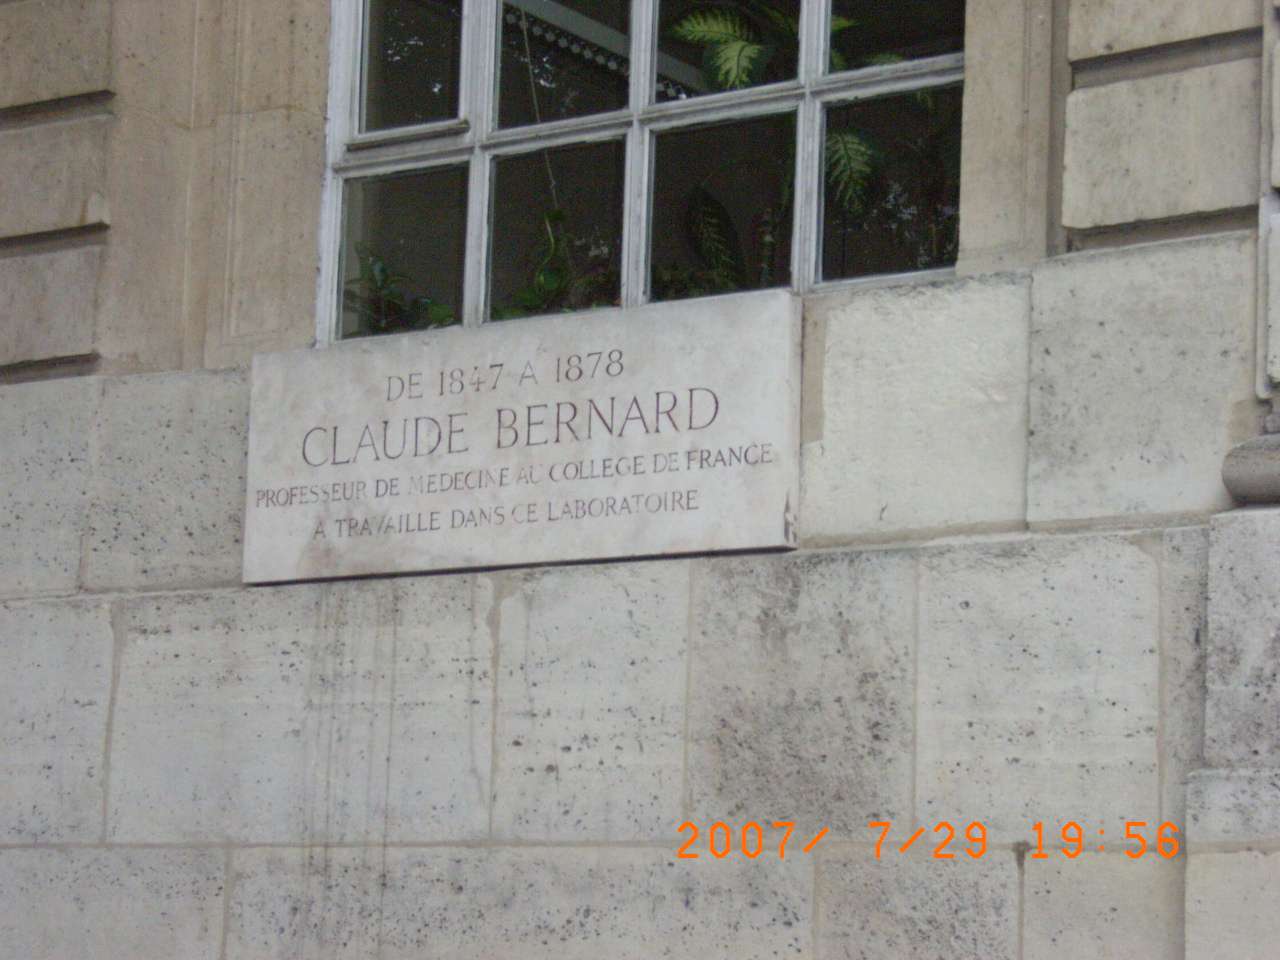 DE 1847 A 1878
CLAUDE BERNARD
PROFESSEUR DE MEDECINE AU COLLEGE DE FRANCE
A TRAVAILLE DANS CE LABORATOIRE
2007/ 7/29 19:56